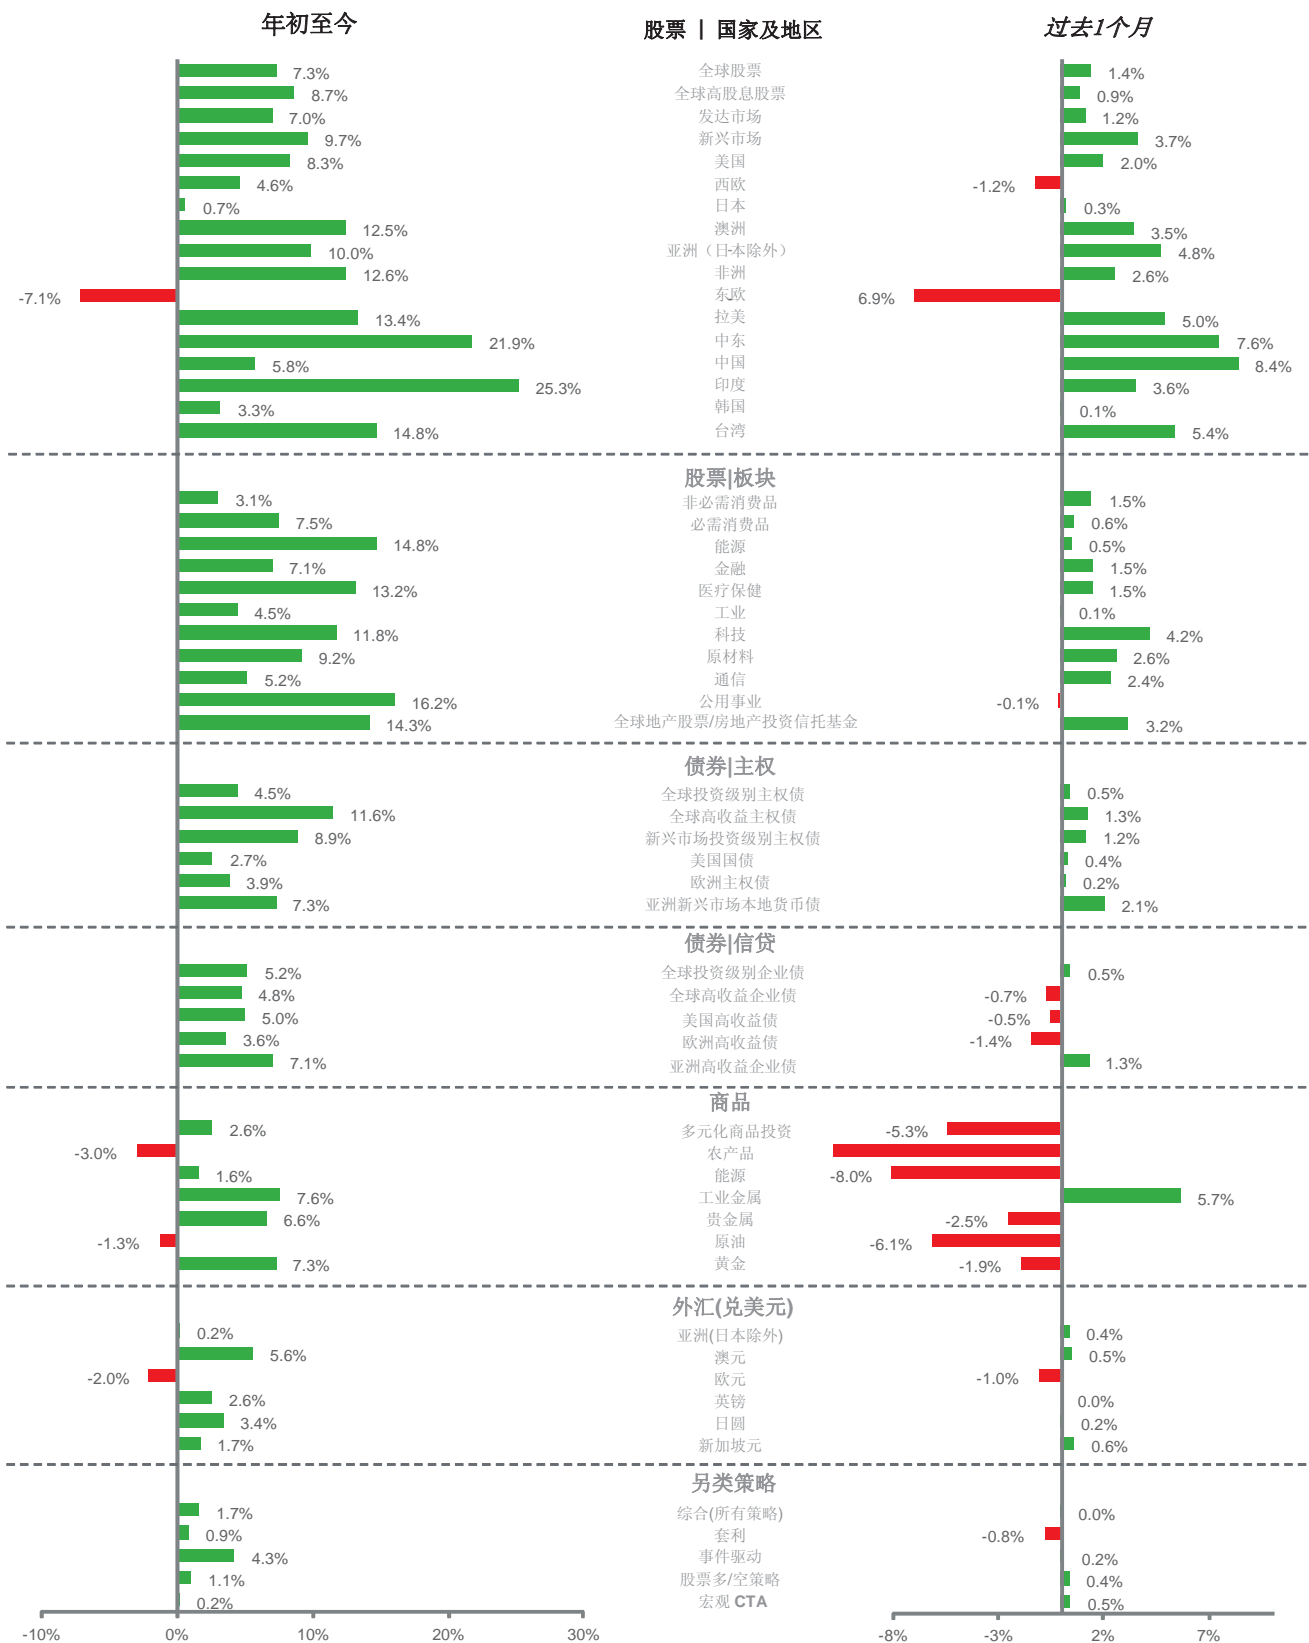 年初至今 股票 | 国家及地区 过去1个月
7.3% 全球股票 1.4%
8.7% 全球高股息股票 0.9%
7.0% 发达市场 1.2%
9.7% 新兴市场 3.7%
8.3% 美国 2.0%
4.6% 西欧 -1.2%
0.7% 日本 0.3%
12.5% 澳洲 3.5%
10.0% 亚洲（日本除外） 4.8%
12.6% 非洲 2.6%
-7.1% 东欧 6.9%
13.4% 拉美 5.0%
21.9% 中东 7.6%
5.8% 中国 8.4%
25.3% 印度 3.6%
3.3% 韩国 0.1%
14.8% 台湾 5.4%
股票|板块
3.1% 非必需消费品 1.5%
7.5% 必需消费品 0.6%
14.8% 能源 0.5%
7.1% 金融 1.5%
13.2% 医疗保健 1.5%
4.5% 工业 0.1%
11.8% 科技 4.2%
9.2% 原材料 2.6%
5.2% 通信 2.4%
16.2% 公用事业 -0.1%
14.3% 全球地产股票/房地产投资信托基金 3.2%
债券|主权
4.5% 全球投资级别主权债 0.5%
11.6% 全球高收益主权债 1.3%
8.9% 新兴市场投资级别主权债 1.2%
2.7% 美国国债 0.4%
3.9% 欧洲主权债 0.2%
7.3% 亚洲新兴市场本地货币债 2.1%
债券|信贷
5.2% 全球投资级别企业债 0.5%
4.8% 全球高收益企业债 -0.7%
5.0% 美国高收益债 -0.5%
3.6% 欧洲高收益债 -1.4%
7.1% 亚洲高收益企业债 1.3%
商品
2.6% 多元化商品投资 -5.3%
-3.0% 农产品
1.6% 能源 -8.0%
7.6% 工业金属 5.7%
6.6% 贵金属 -2.5%
-1.3% 原油 -6.1%
7.3% 黄金 -1.9%
外汇(兑美元)
0.2% 亚洲(日本除外) 0.4%
5.6% 澳元 0.5%
-2.0% 欧元 -1.0%
2.6% 英镑 0.0%
3.4% 日圆 0.2%
1.7% 新加坡元 0.6%
另类策略
1.7% 综合(所有策略) 0.0%
0.9% 套利 -0.8%
4.3% 事件驱动 0.2%
1.1% 股票多/空策略 0.4%
0.2% 宏观 CTA 0.5%
-10% 0% 10% 20% 30% -8% -3% 2% 7%